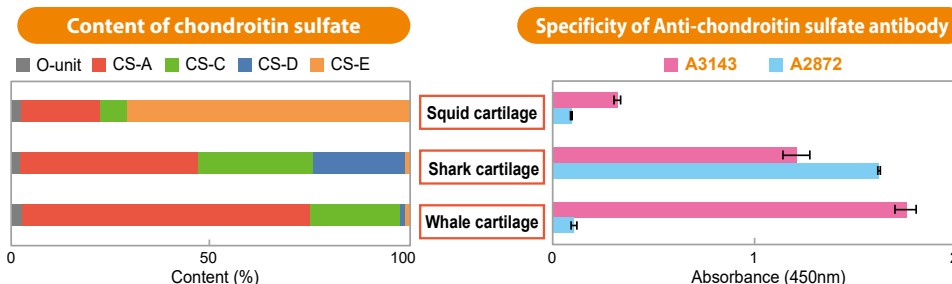 Content of chondroitin sulfate
Specificity of Anti-chondroitin sulfate antibody
O-unit CS-A CS-C CS-D CS-E
A3143 A2872
Squid cartilage
Shark cartilage
Whale cartilage
0 50 100
Content (%)
0 1 2
Absorbance (450nm)